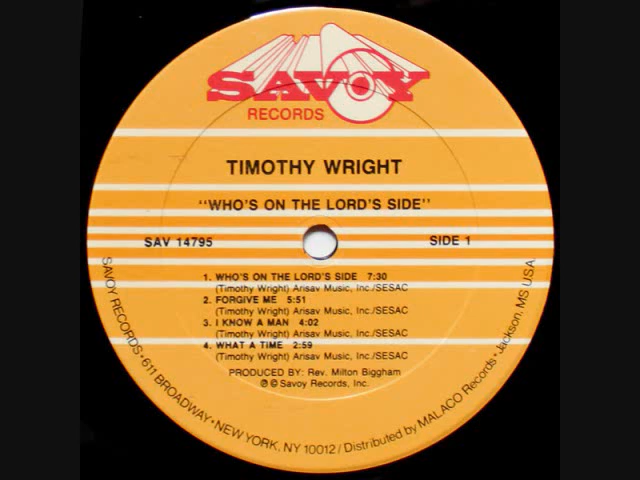 SAVOY
RECORDS
TIMOTHY WRIGHT
"WHO'S ON THE LORD'S SIDE"
SAV 14795
SIDE 1
1. WHO'S ON THE LORD'S SIDE 7:30
(Timothy Wright) Arisav Music, Inc./SESAC
2. FORGIVE ME 5:51
(Timothy Wright) Arisav Music, Inc./SESAC
3. I KNOW A MAN 4:02
(Timothy Wright) Arisav Music, Inc./SESAC
4. WHAT A TIME 2:59
(Timothy Wright) Arisav Music, Inc./SESAC
PRODUCED BY: Rev. Milton Biggham
℗ © Savoy Records, Inc.
SAVOY RECORDS • 611 BROADWAY • NEW YORK, NY 10012 / Distributed by MALACO Records • Jackson, MS USA